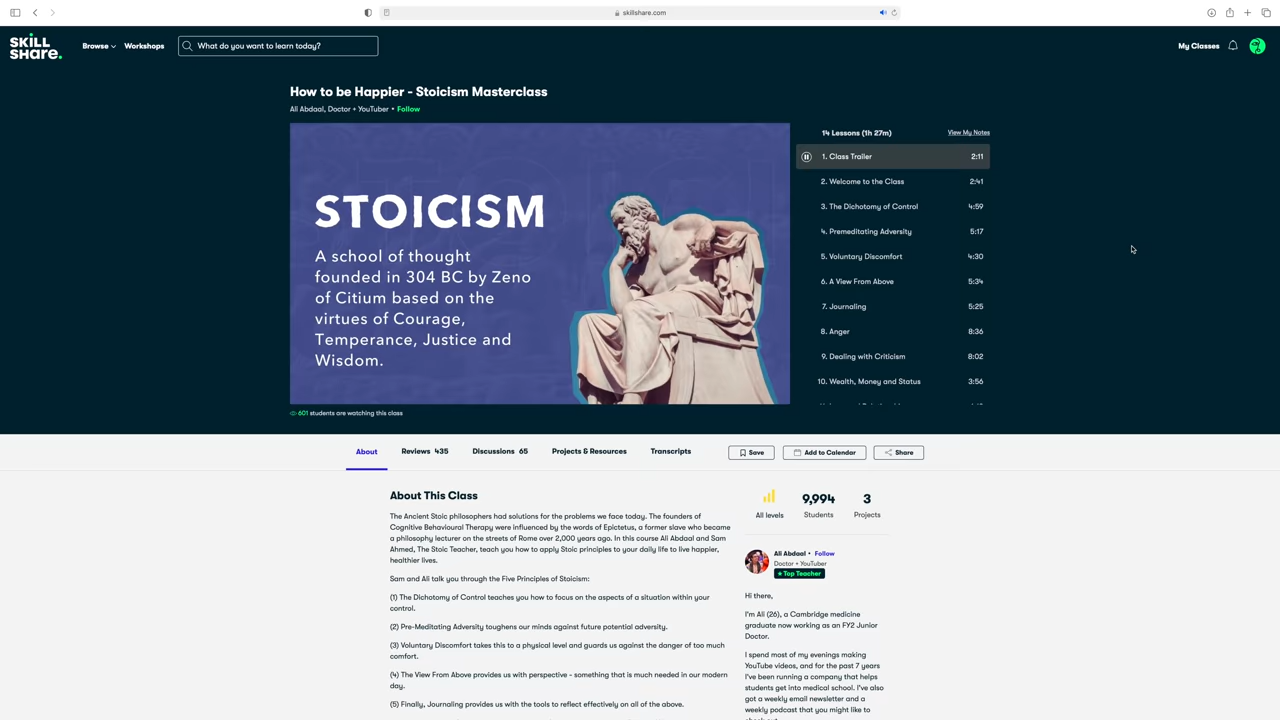 skillshare.com
SKILL
SHARE.
Browse
Workshops
What do you want to learn today?
My Classes
How to be Happier - Stoicism Masterclass
Ali Abdaal, Doctor + YouTuber • Follow
STOICISM
A school of thought
founded in 304 BC by Zeno
of Citium based on the
virtues of Courage,
Temperance, Justice and
Wisdom.
601 students are watching this class
14 Lessons (1h 27m)
View My Notes
1. Class Trailer 2:11
2. Welcome to the Class 2:41
3. The Dichotomy of Control 4:59
4. Premeditating Adversity 5:17
5. Voluntary Discomfort 4:30
6. A View From Above 5:34
7. Journaling 5:25
8. Anger 8:36
9. Dealing with Criticism 8:02
10. Wealth, Money and Status 3:56
About
Reviews 435
Discussions 65
Projects & Resources
Transcripts
Save
Add to Calendar
Share
About This Class
The Ancient Stoic philosophers had solutions for the problems we face today. The founders of
Cognitive Behavioural Therapy were influenced by the words of Epictetus, a former slave who became
a philosophy lecturer on the streets of Rome over 2,000 years ago. In this course Ali Abdaal and Sam
Ahmed, The Stoic Teacher, teach you how to apply Stoic principles to your daily life to live happier,
healthier lives.
Sam and Ali talk you through the Five Principles of Stoicism:
(1) The Dichotomy of Control teaches you how to focus on the aspects of a situation within your
control.
(2) Pre-Meditating Adversity toughens our minds against future potential adversity.
(3) Voluntary Discomfort takes this to a physical level and guards us against the danger of too much
comfort.
(4) The View From Above provides us with perspective - something that is much needed in our modern
day.
(5) Finally, Journaling provides us with the tools to reflect effectively on all of the above.
All levels
9,994
Students
3
Projects
Ali Abdaal • Follow
Doctor + YouTuber
★ Top Teacher
Hi there,
I'm Ali (26), a Cambridge medicine
graduate now working as an FY2 Junior
Doctor.
I spend most of my evenings making
YouTube videos, and for the past 7 years
I've been running a company that helps
students get into medical school. I've also
got a weekly email newsletter and a
weekly podcast that you might like to